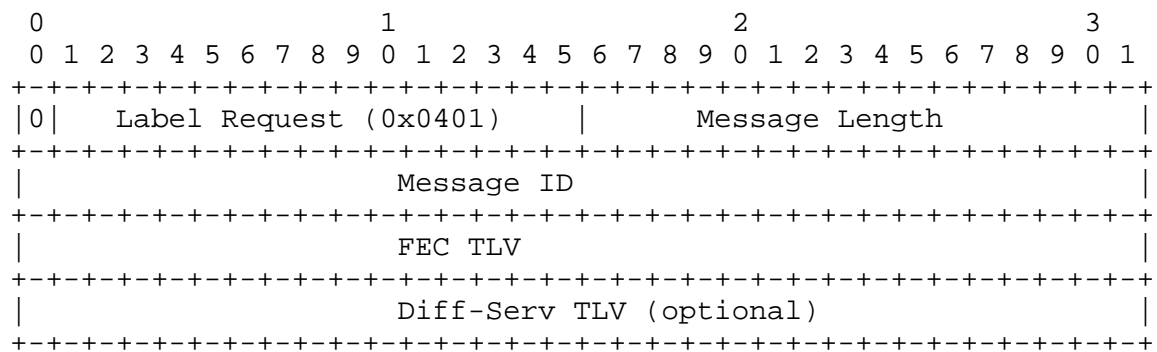 0                   1                   2                   3
 0 1 2 3 4 5 6 7 8 9 0 1 2 3 4 5 6 7 8 9 0 1 2 3 4 5 6 7 8 9 0 1
+-+-+-+-+-+-+-+-+-+-+-+-+-+-+-+-+-+-+-+-+-+-+-+-+-+-+-+-+-+-+-+-+
|0|   Label Request (0x0401)    |      Message Length           |
+-+-+-+-+-+-+-+-+-+-+-+-+-+-+-+-+-+-+-+-+-+-+-+-+-+-+-+-+-+-+-+-+
|                     Message ID                                |
+-+-+-+-+-+-+-+-+-+-+-+-+-+-+-+-+-+-+-+-+-+-+-+-+-+-+-+-+-+-+-+-+
|                     FEC TLV                                   |
+-+-+-+-+-+-+-+-+-+-+-+-+-+-+-+-+-+-+-+-+-+-+-+-+-+-+-+-+-+-+-+-+
|                     Diff-Serv TLV (optional)                  |
+-+-+-+-+-+-+-+-+-+-+-+-+-+-+-+-+-+-+-+-+-+-+-+-+-+-+-+-+-+-+-+-+